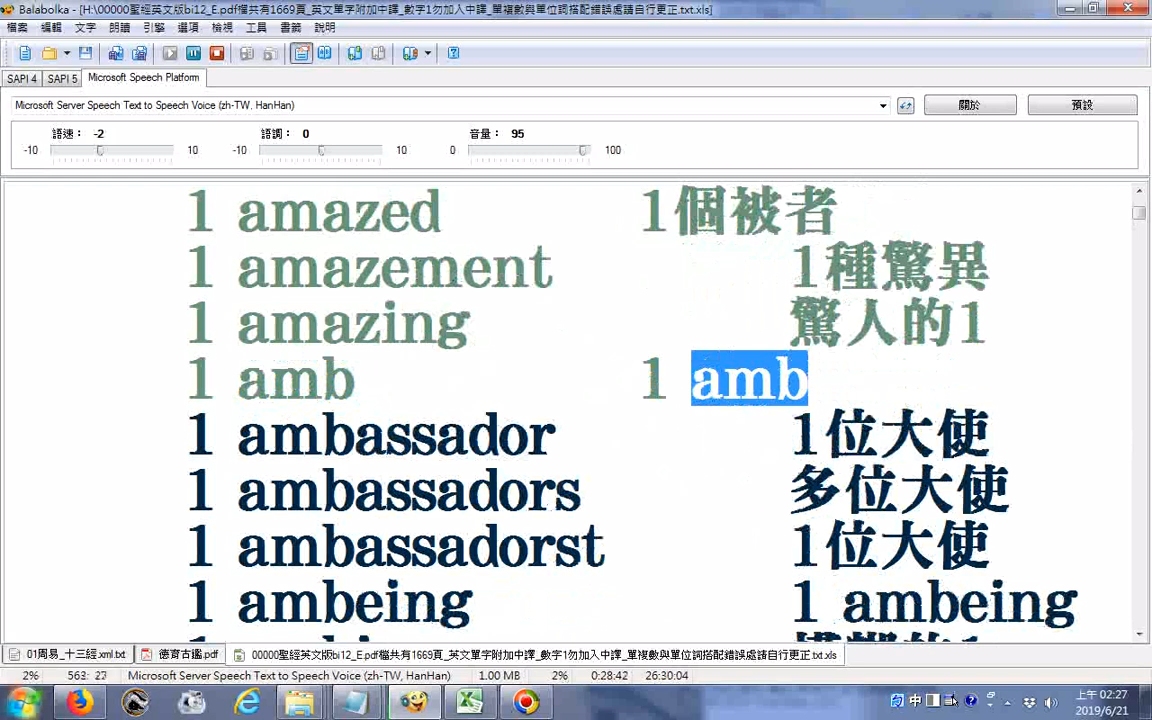 Balabolka - [H:\00000聖經英文版bi12_E.pdf檔共有1669頁_英文單字附加中譯_數字1勿加入中譯_單複數與單位詞搭配錯誤處請自行更正.txt.xls]
檔案 編輯 文字 朗讀 引擎 選項 檢視 工具 書籤 說明
SAPI 4 SAPI 5 Microsoft Speech Platform
Microsoft Server Speech Text to Speech Voice (zh-TW, HanHan) 關於 預設
語速： -2 語調： 0 音量： 95
-10 10 -10 10 0 100
1 amazed 1個被者
1 amazement 1種驚異
1 amazing 驚人的1
1 amb 1 amb
1 ambassador 1位大使
1 ambassadors 多位大使
1 ambassadorst 1位大使
1 ambeing 1 ambeing
01周易_十三經.xml.txt 德育古鑑.pdf 00000聖經英文版bi12_E.pdf檔共有1669頁_英文單字附加中譯_數字1勿加入中譯_單複數與單位詞搭配錯誤處請自行更正.txt.xls
2% 563: 27 Microsoft Server Speech Text to Speech Voice (zh-TW, HanHan) 1.00 MB 2% 0:28:42 26:30:04
中 上午 02:27
2019/6/21